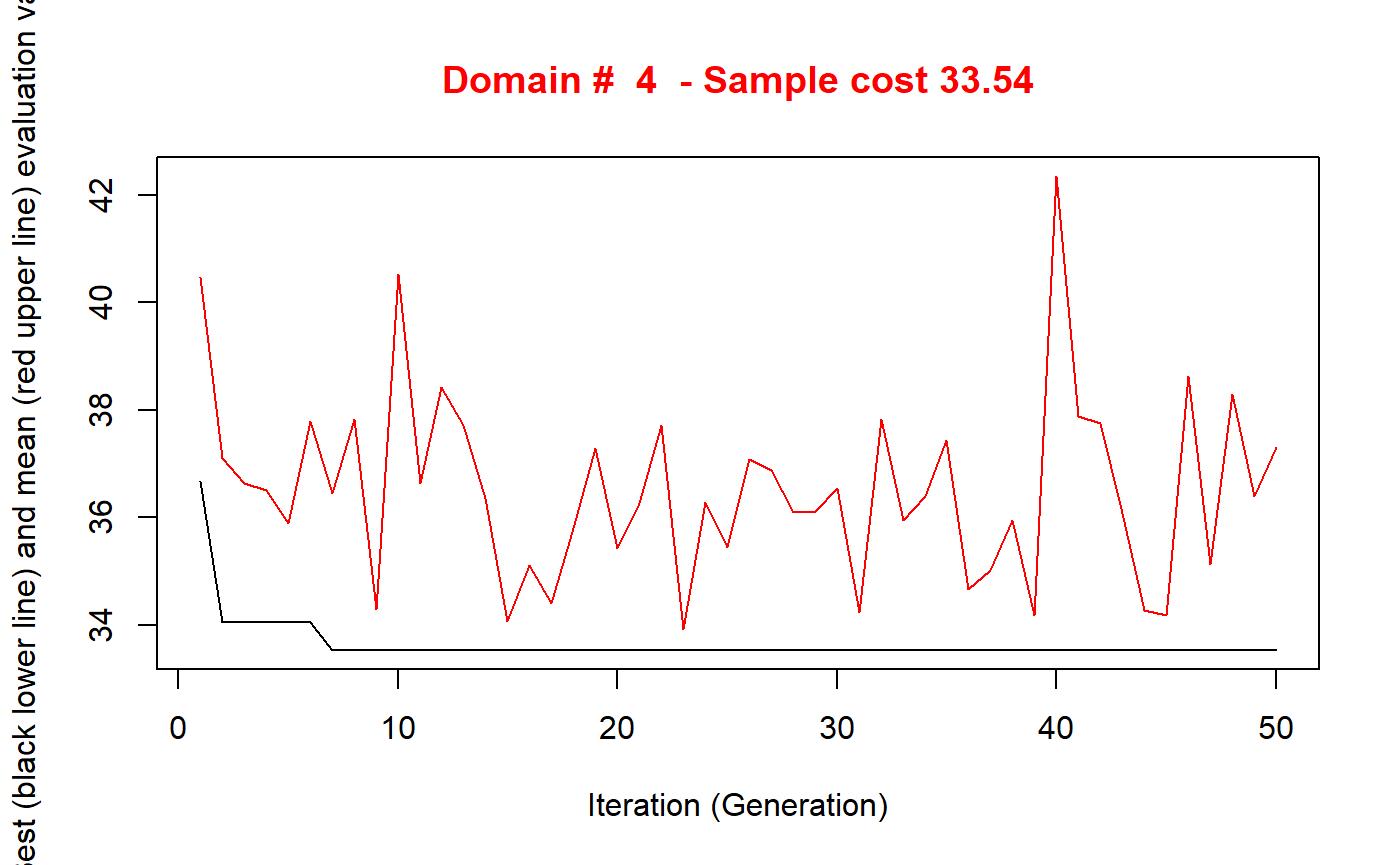 Domain # 4 - Sample cost 33.54
(black lower line) and mean (red upper line) evaluation
42
40
38
36
34
0 10 20 30 40 50
Iteration (Generation)